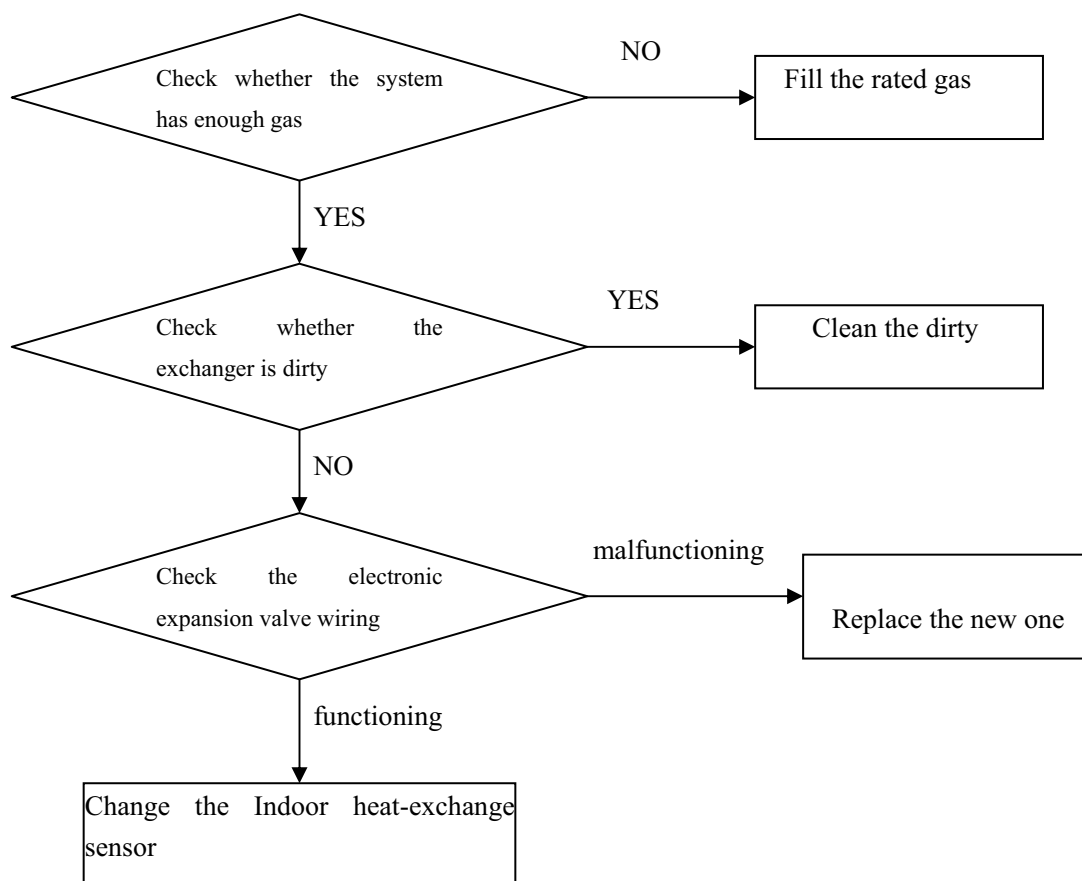 NO
Check whether the system
has enough gas
Fill the rated gas
YES
YES
Check whether the
exchanger is dirty
Clean the dirty
NO
malfunctioning
Check the electronic
expansion valve wiring
Replace the new one
functioning
Change the Indoor heat-exchange
sensor